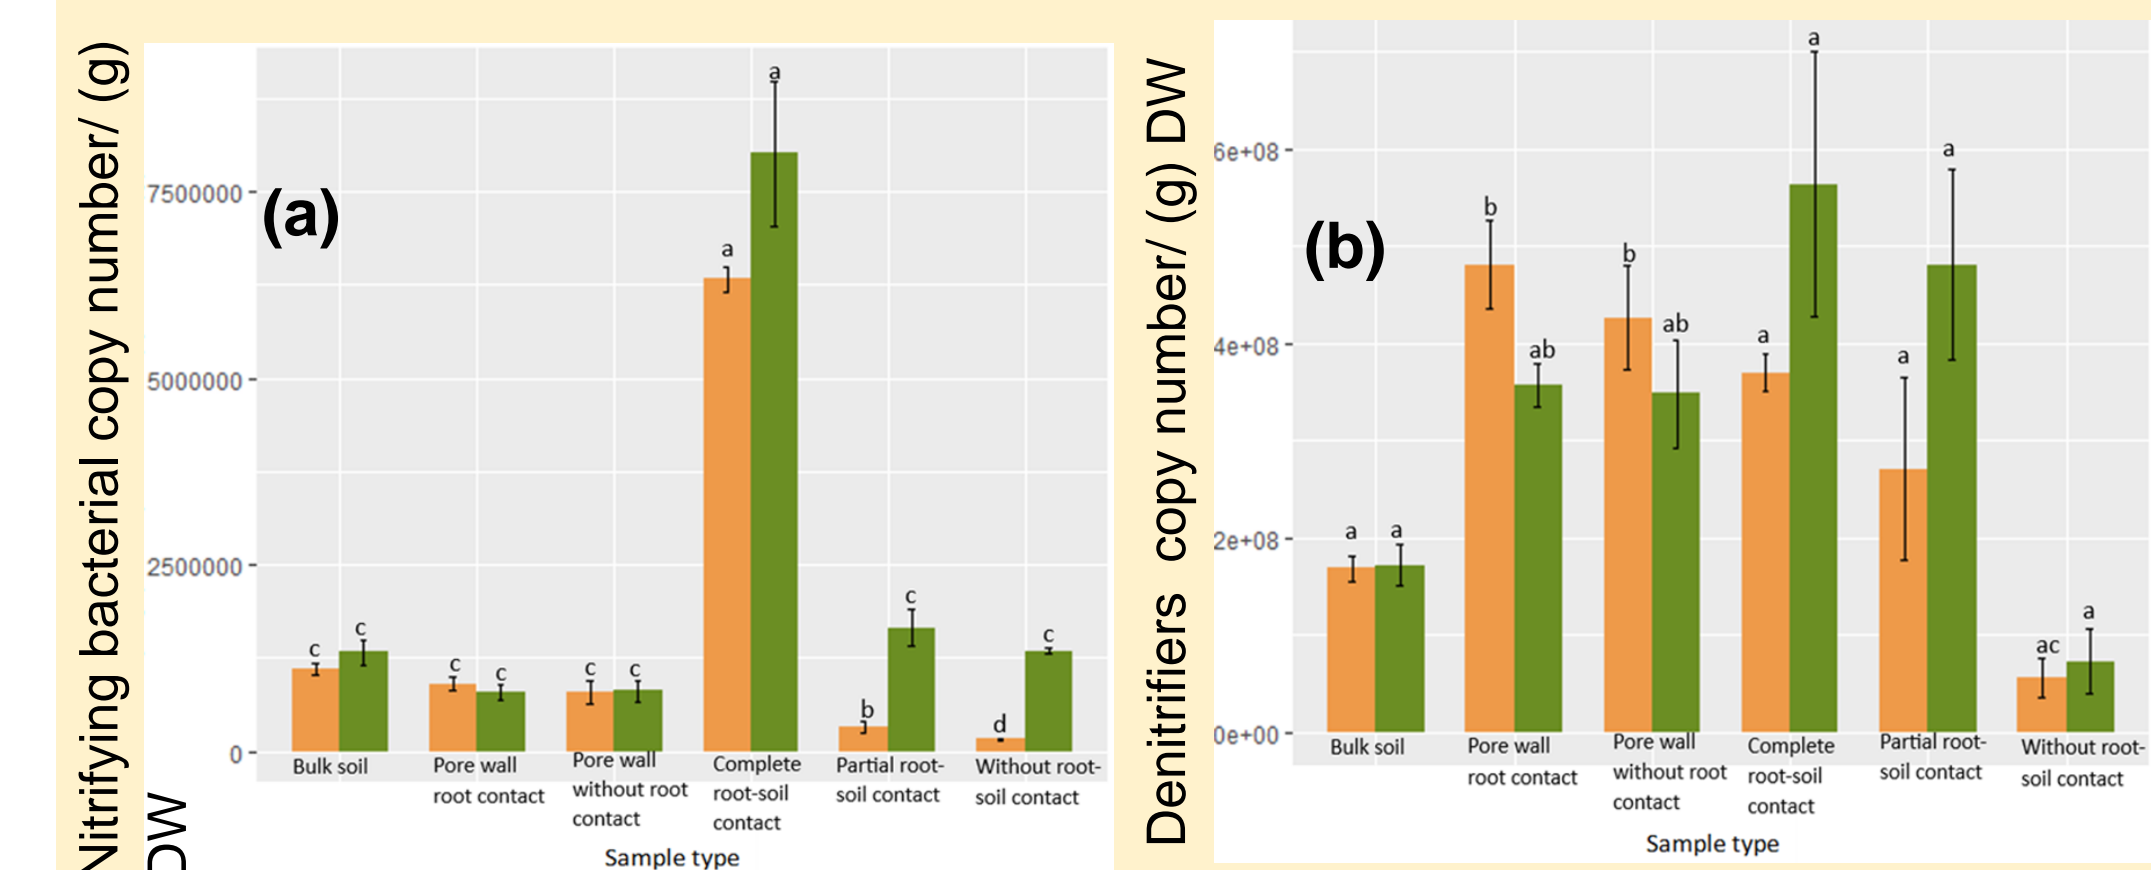 Nitrifying bacterial copy number/ (g)
DW
(a)
7500000
5000000
2500000
0
a
a
c
c
c
c
c
c
b
c
d
c
Bulk soil
Pore wall
root contact
Pore wall
without root
contact
Complete
root-soil
contact
Partial root-
soil contact
Without root-
soil contact
Sample type
Denitrifiers copy number/ (g) DW
(b)
6e+08
4e+08
2e+08
0e+00
a
a
b
ab
b
ab
a
a
a
a
ac
a
Bulk soil
Pore wall
root contact
Pore wall
without root
contact
Complete
root-soil
contact
Partial root-
soil contact
Without root-
soil contact
Sample type